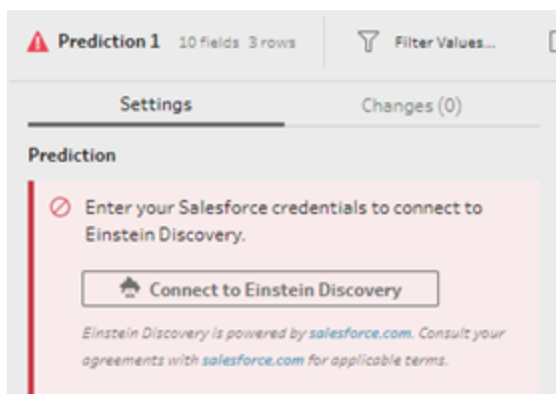 Prediction 1 10 fields 3 rows Filter Values...
Settings Changes (0)
Prediction
Enter your Salesforce credentials to connect to
Einstein Discovery.
Connect to Einstein Discovery
Einstein Discovery is powered by salesforce.com. Consult your
agreements with salesforce.com for applicable terms.